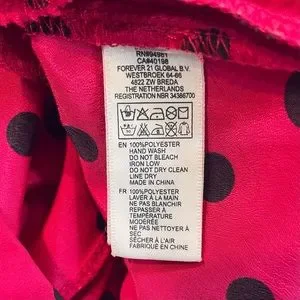 RN#94981
CA#40198
FOREVER 21 GLOBAL B.V.
WESTBROEK 64-66
4822 ZW BREDA
THE NETHERLANDS
REGISTRATION NBR 34386700
EN 100%POLYESTER
HAND WASH
DO NOT BLEACH
IRON LOW
DO NOT DRY CLEAN
LINE DRY
MADE IN CHINA
FR 100%POLYESTER
LAVER À LA MAIN
NE PAS BLANCHIR
REPASSER À
TEMPÉRATURE
MODÉRÉE
NE PAS NETTOYER À
SEC
SÉCHER À L'AIR
FABRIQUÉ EN CHINE